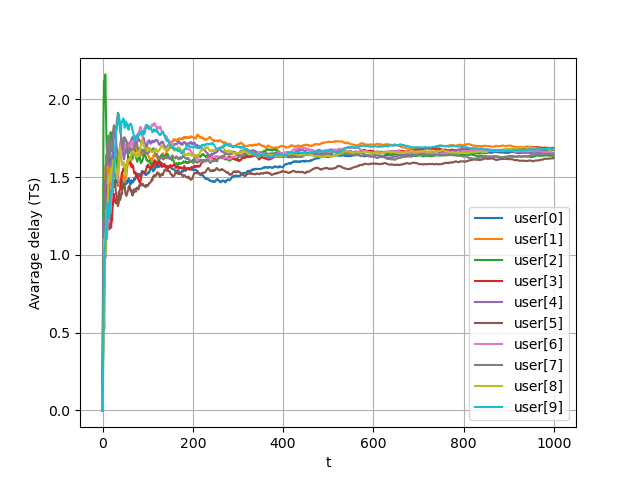 2.0
1.5
1.0
0.5
0.0
Avarage delay (TS)
0 200 400 600 800 1000
t
user[0]
user[1]
user[2]
user[3]
user[4]
user[5]
user[6]
user[7]
user[8]
user[9]